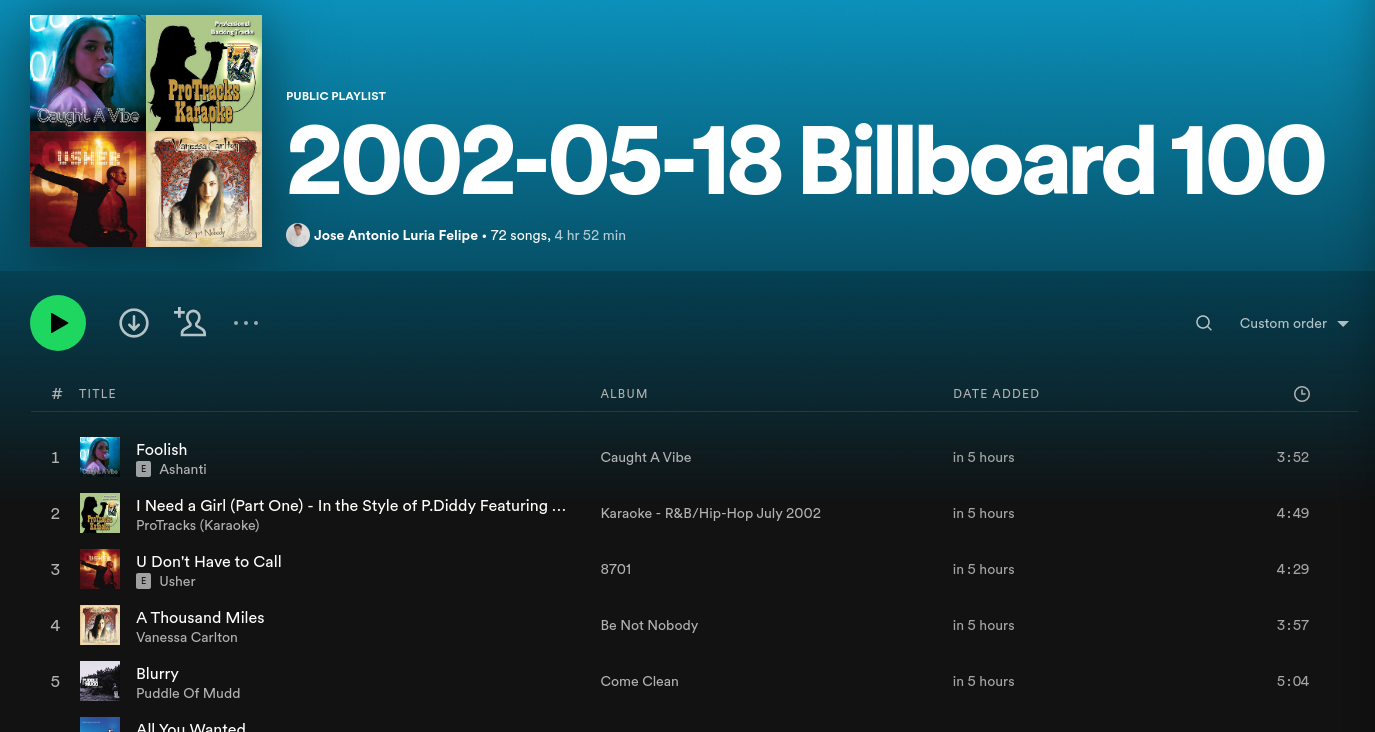 Professional
Backing Tracks
Caught A Vibe
ProTracks
Karaoke
USHER
Vanessa Carlton
Be Not Nobody
PUBLIC PLAYLIST
2002-05-18 Billboard 100
Jose Antonio Luria Felipe • 72 songs, 4 hr 52 min
Custom order
# TITLE ALBUM DATE ADDED
1 Foolish Caught A Vibe in 5 hours 3:52
E Ashanti
2 I Need a Girl (Part One) - In the Style of P.Diddy Featuring ... Karaoke - R&B/Hip-Hop July 2002 in 5 hours 4:49
ProTracks (Karaoke)
3 U Don't Have to Call 8701 in 5 hours 4:29
E Usher
4 A Thousand Miles Be Not Nobody in 5 hours 3:57
Vanessa Carlton
5 Blurry Come Clean in 5 hours 5:04
Puddle Of Mudd
All You Wanted